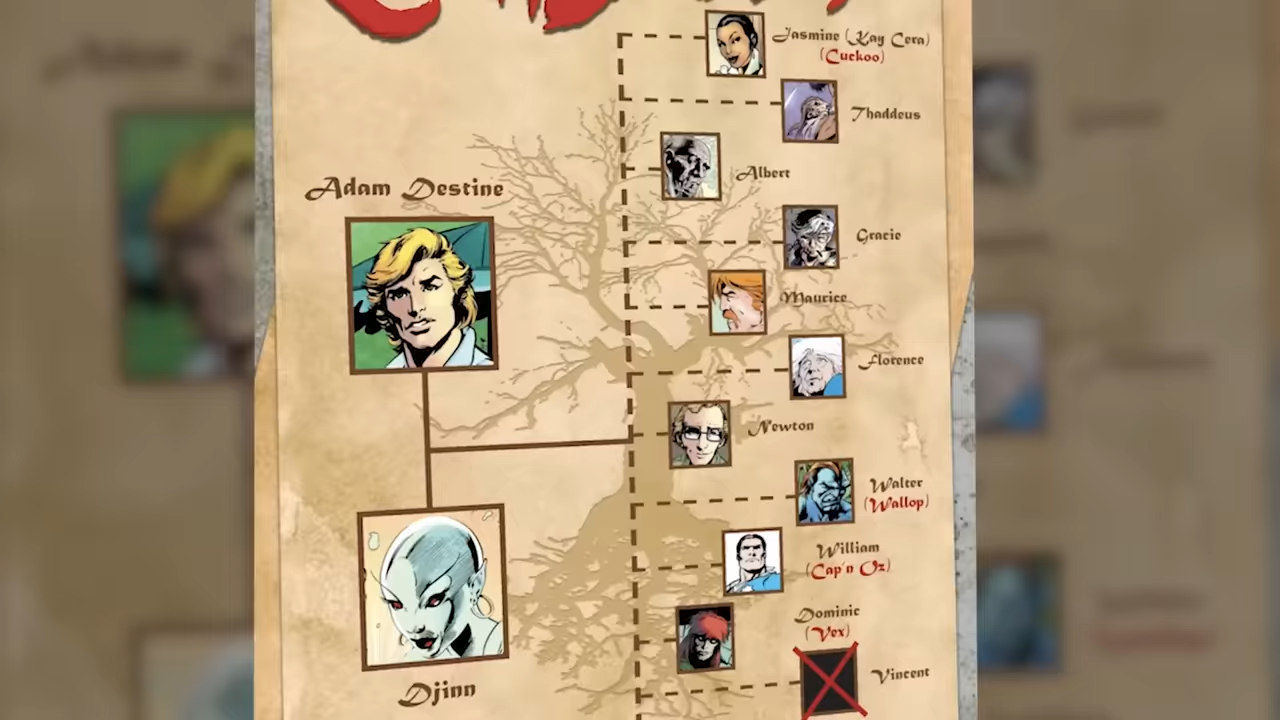 Jasmine (Kay Cera)
(Cuckoo)
Thaddeus
Albert
Adam Destine
Gracie
Maurice
Florence
Newton
Walter
(Wallop)
William
(Cap'n Oz)
Dominic
(Vex)
Vincent
Djinn